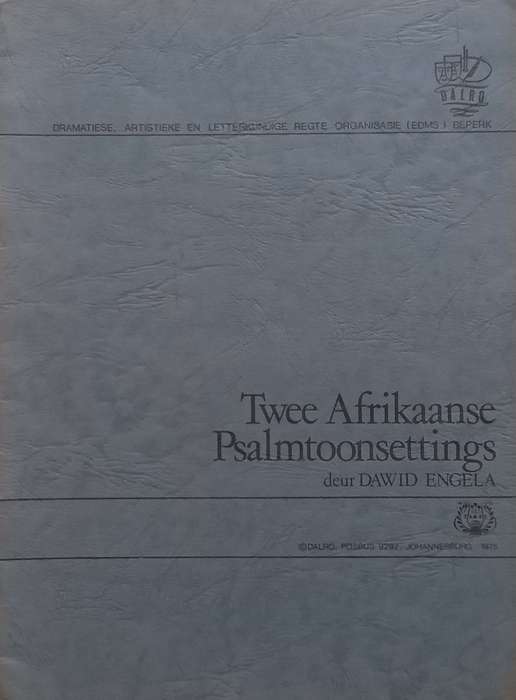 DALRO
DRAMATIESE, ARTISTIEKE EN LETTERKUNDIGE REGTE ORGANISASIE (EDMS.) BEPERK
Twee Afrikaanse
Psalmtoonsettings
deur DAWID ENGELA
©DALRO, POSBUS 9292, JOHANNESBURG, 1975